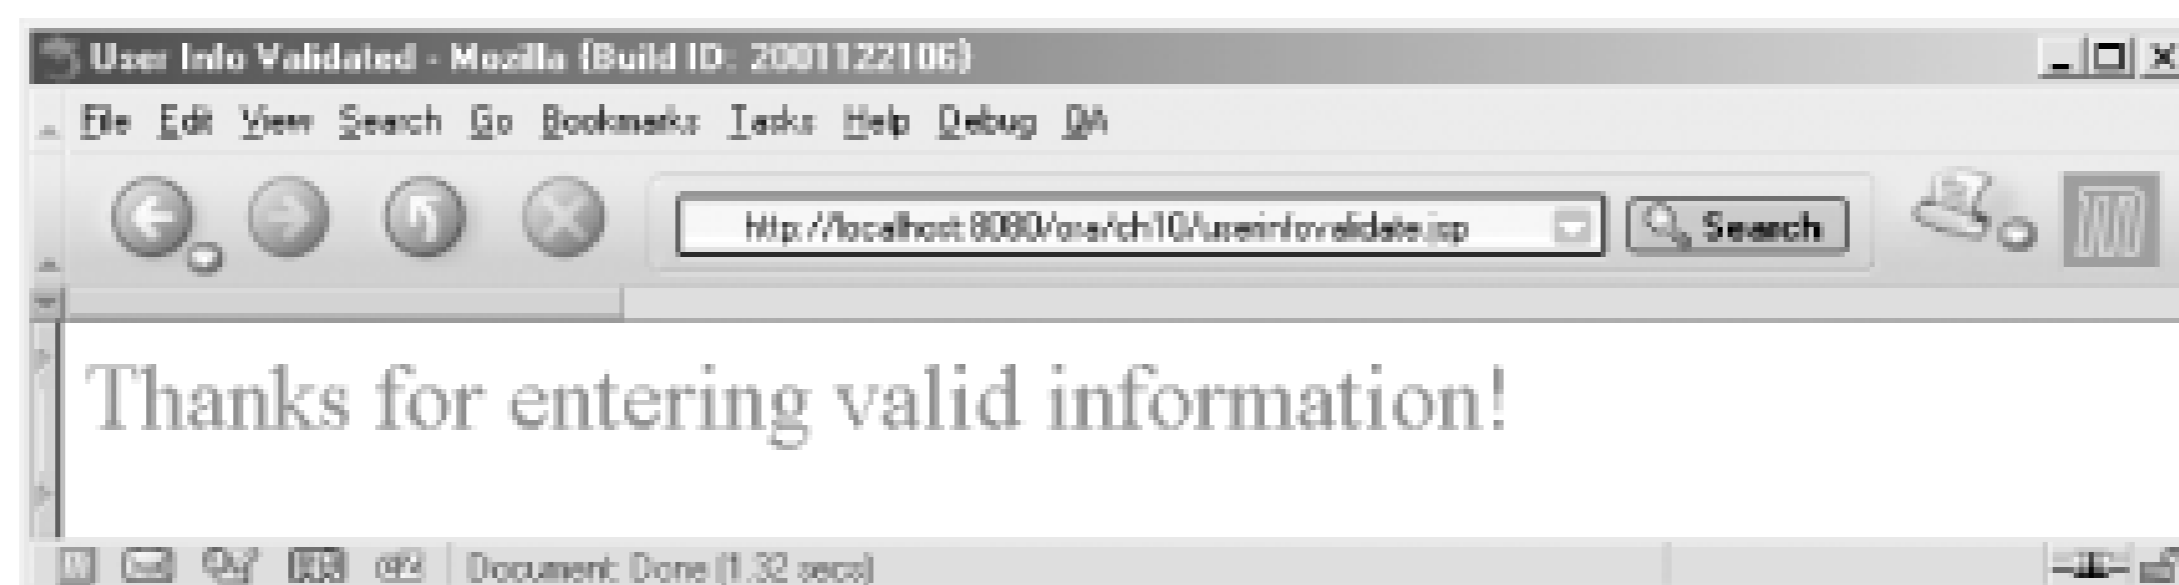 User Info Validated - Mozilla {Build ID: 2001122106}
File Edit View Search Go Bookmarks Tasks Help Debug QA
http://localhost:8080/ora/ch10/userinfovalidate.jsp
Search
Thanks for entering valid information!
Document: Done (1.32 secs)